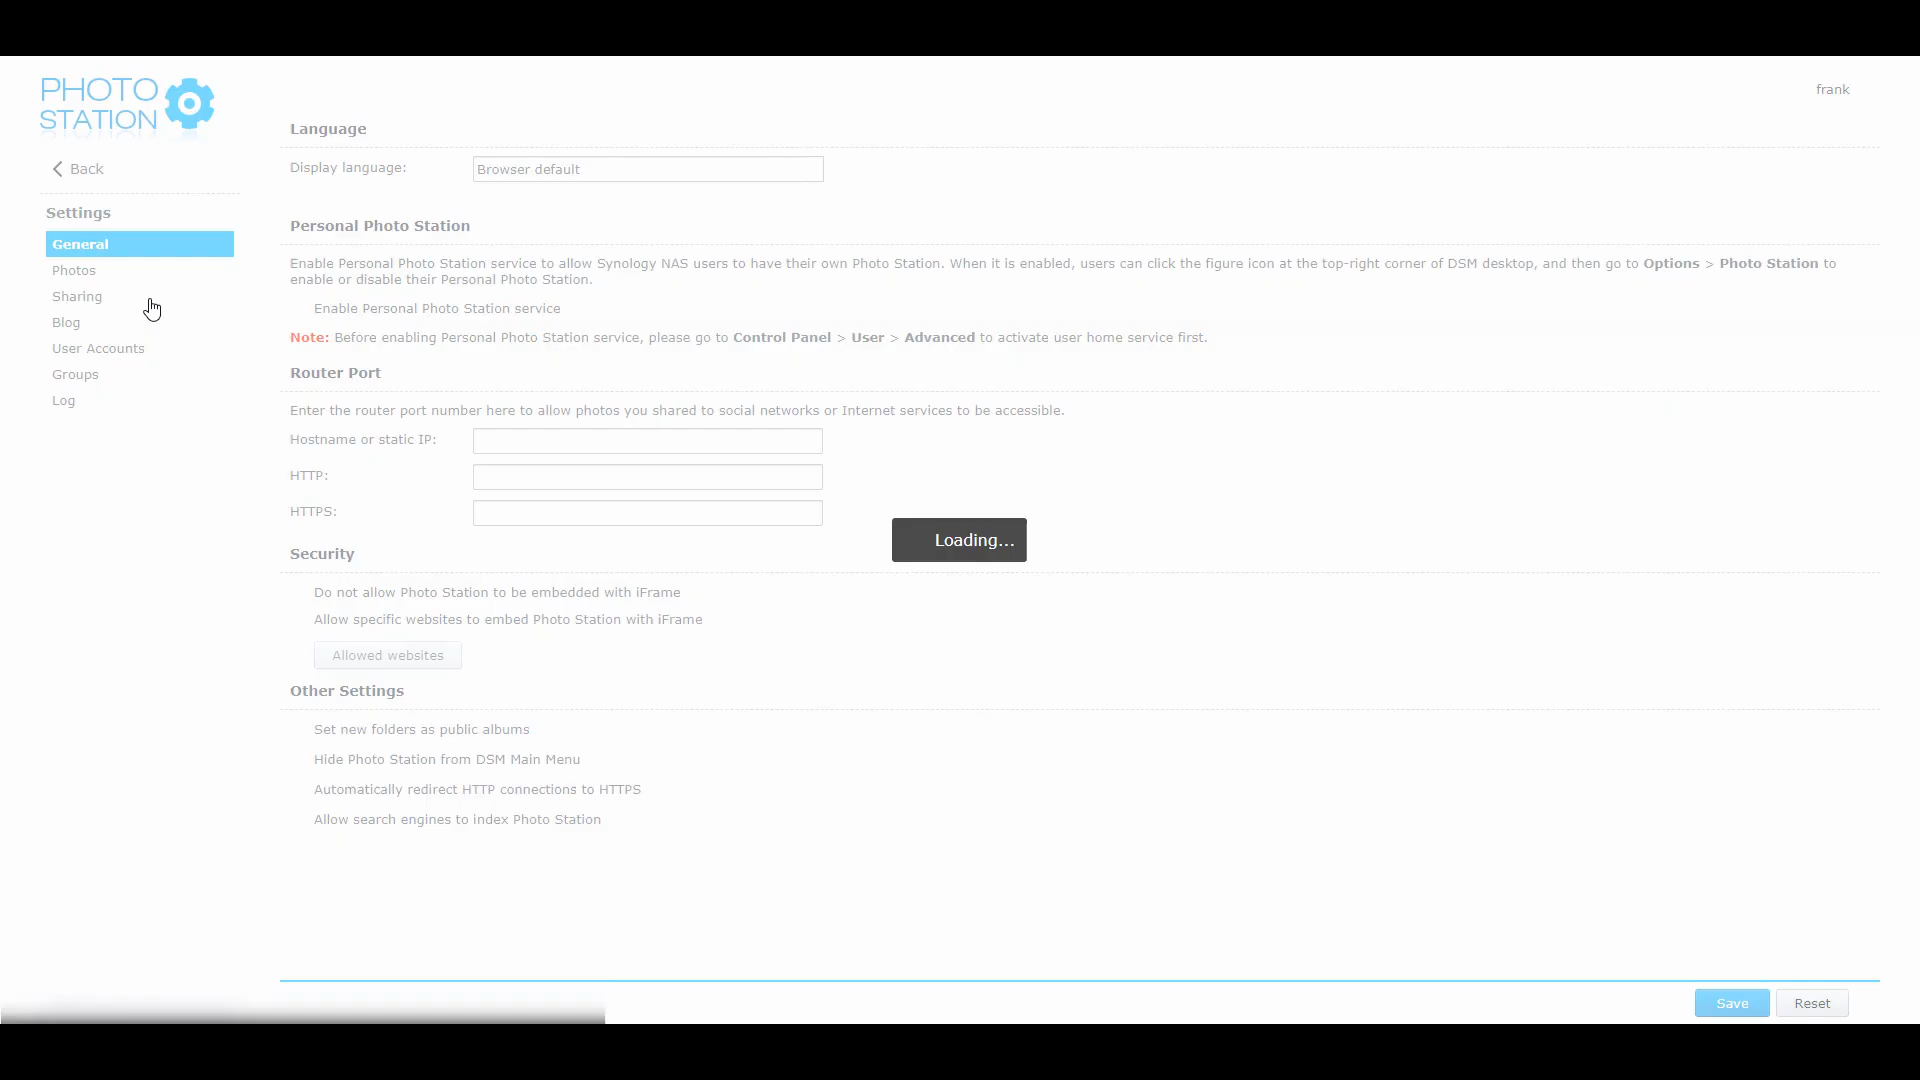 PHOTO
STATION
frank
Back
Settings
General
Photos
Sharing
Blog
User Accounts
Groups
Log
Language
Display language:
Browser default
Personal Photo Station
Enable Personal Photo Station service to allow Synology NAS users to have their own Photo Station. When it is enabled, users can click the figure icon at the top-right corner of DSM desktop, and then go to Options > Photo Station to
enable or disable their Personal Photo Station.
Enable Personal Photo Station service
Note: Before enabling Personal Photo Station service, please go to Control Panel > User > Advanced to activate user home service first.
Router Port
Enter the router port number here to allow photos you shared to social networks or Internet services to be accessible.
Hostname or static IP:
HTTP:
HTTPS:
Loading...
Security
Do not allow Photo Station to be embedded with iFrame
Allow specific websites to embed Photo Station with iFrame
Allowed websites
Other Settings
Set new folders as public albums
Hide Photo Station from DSM Main Menu
Automatically redirect HTTP connections to HTTPS
Allow search engines to index Photo Station
Save
Reset